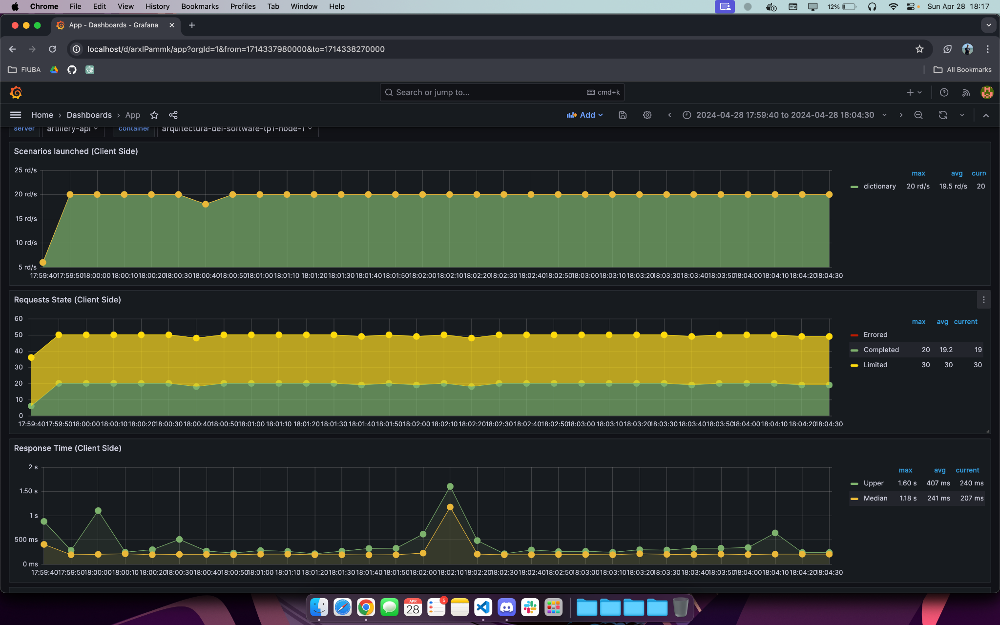 Chrome File Edit View History Bookmarks Profiles Tab Window Help 12% Sun Apr 28 18:17
App - Dashboards - Grafana
localhost/d/arxIPammk/app?orgId=1&from=1714337980000&to=1714338270000
FIUBA All Bookmarks
Search or jump to... cmd+k
Home › Dashboards › App Add 2024-04-28 17:59:40 to 2024-04-28 18:04:30
server artillery-api container arquitectura-del-software-tp1-node-1
Scenarios launched (Client Side)
25 rd/s
20 rd/s
15 rd/s
10 rd/s
5 rd/s
17:59:40 17:59:50 18:00:00 18:00:10 18:00:20 18:00:30 18:00:40 18:00:50 18:01:00 18:01:10 18:01:20 18:01:30 18:01:40 18:01:50 18:02:00 18:02:10 18:02:20 18:02:30 18:02:40 18:02:50 18:03:00 18:03:10 18:03:20 18:03:30 18:03:40 18:03:50 18:04:00 18:04:10 18:04:20 18:04:30
max avg curr
dictionary 20 rd/s 19.5 rd/s 20
Requests State (Client Side)
60
50
40
30
20
10
0
17:59:40 17:59:50 18:00:00 18:00:10 18:00:20 18:00:30 18:00:40 18:00:50 18:01:00 18:01:10 18:01:20 18:01:30 18:01:40 18:01:50 18:02:00 18:02:10 18:02:20 18:02:30 18:02:40 18:02:50 18:03:00 18:03:10 18:03:20 18:03:30 18:03:40 18:03:50 18:04:00 18:04:10 18:04:20 18:04:30
max avg current
Errored
Completed 20 19.2 19
Limited 30 30 30
Response Time (Client Side)
2 s
1.50 s
1 s
500 ms
0 ms
17:59:40 17:59:50 18:00:00 18:00:10 18:00:20 18:00:30 18:00:40 18:00:50 18:01:00 18:01:10 18:01:20 18:01:30 18:01:40 18:01:50 18:02:00 18:02:10 18:02:20 18:02:30 18:02:40 18:02:50 18:03:00 18:03:10 18:03:20 18:03:30 18:03:40 18:03:50 18:04:00 18:04:10 18:04:20 18:04:30
max avg current
Upper 1.60 s 407 ms 240 ms
Median 1.18 s 241 ms 207 ms
APR
28
5